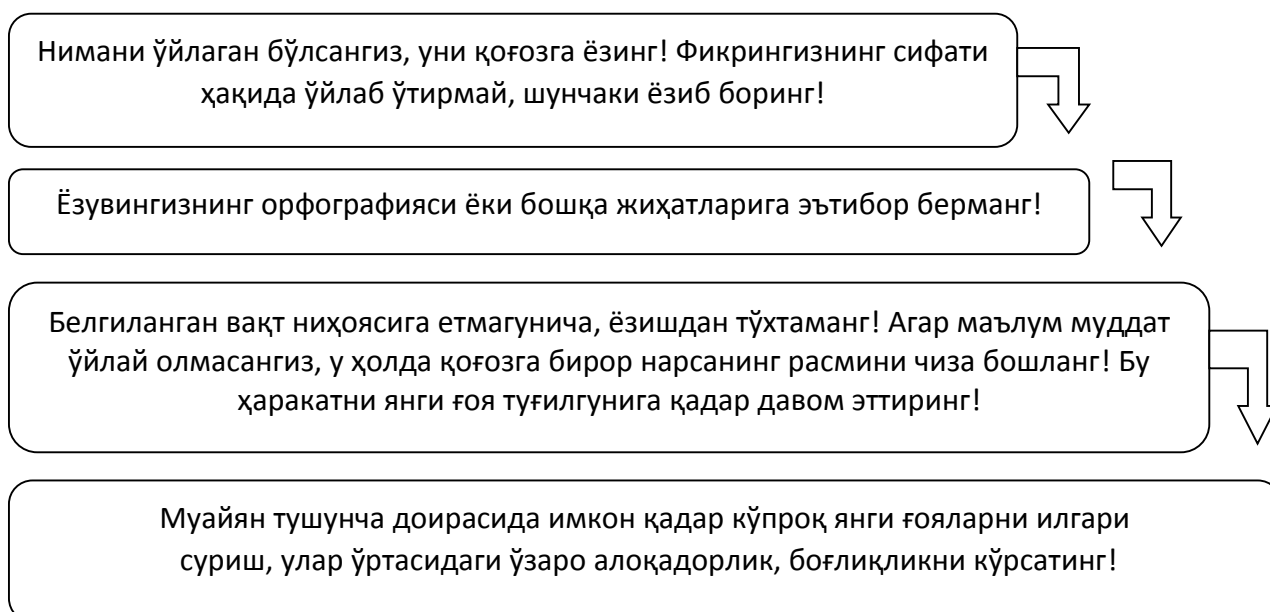 Нимани ўйлаган бўлсангиз, уни қоғозга ёзинг! Фикрингизнинг сифати
ҳақида ўйлаб ўтирмай, шунчаки ёзиб боринг!
Ёзувингизнинг орфографияси ёки бошқа жиҳатларига эътибор берманг!
Белгиланган вақт ниҳоясига етмагунича, ёзишдан тўхтаманг! Агар маълум муддат
ўйлай олмасангиз, у ҳолда қоғозга бирор нарсанинг расмини чиза бошланг! Бу
ҳаракатни янги ғоя туғилгунига қадар давом эттиринг!
Муайян тушунча доирасида имкон қадар кўпроқ янги ғояларни илгари
суриш, улар ўртасидаги ўзаро алоқадорлик, боғлиқликни кўрсатинг!